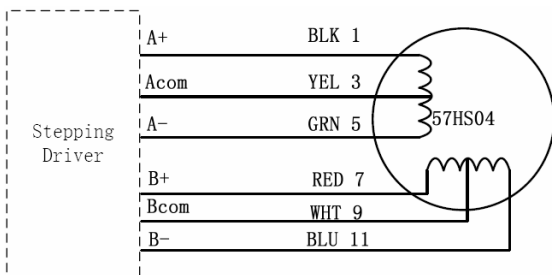 A+ BLK 1
Acom YEL 3
A- GRN 5
57HS04
Stepping
Driver
B+ RED 7
Bcom WHT 9
B- BLU 11